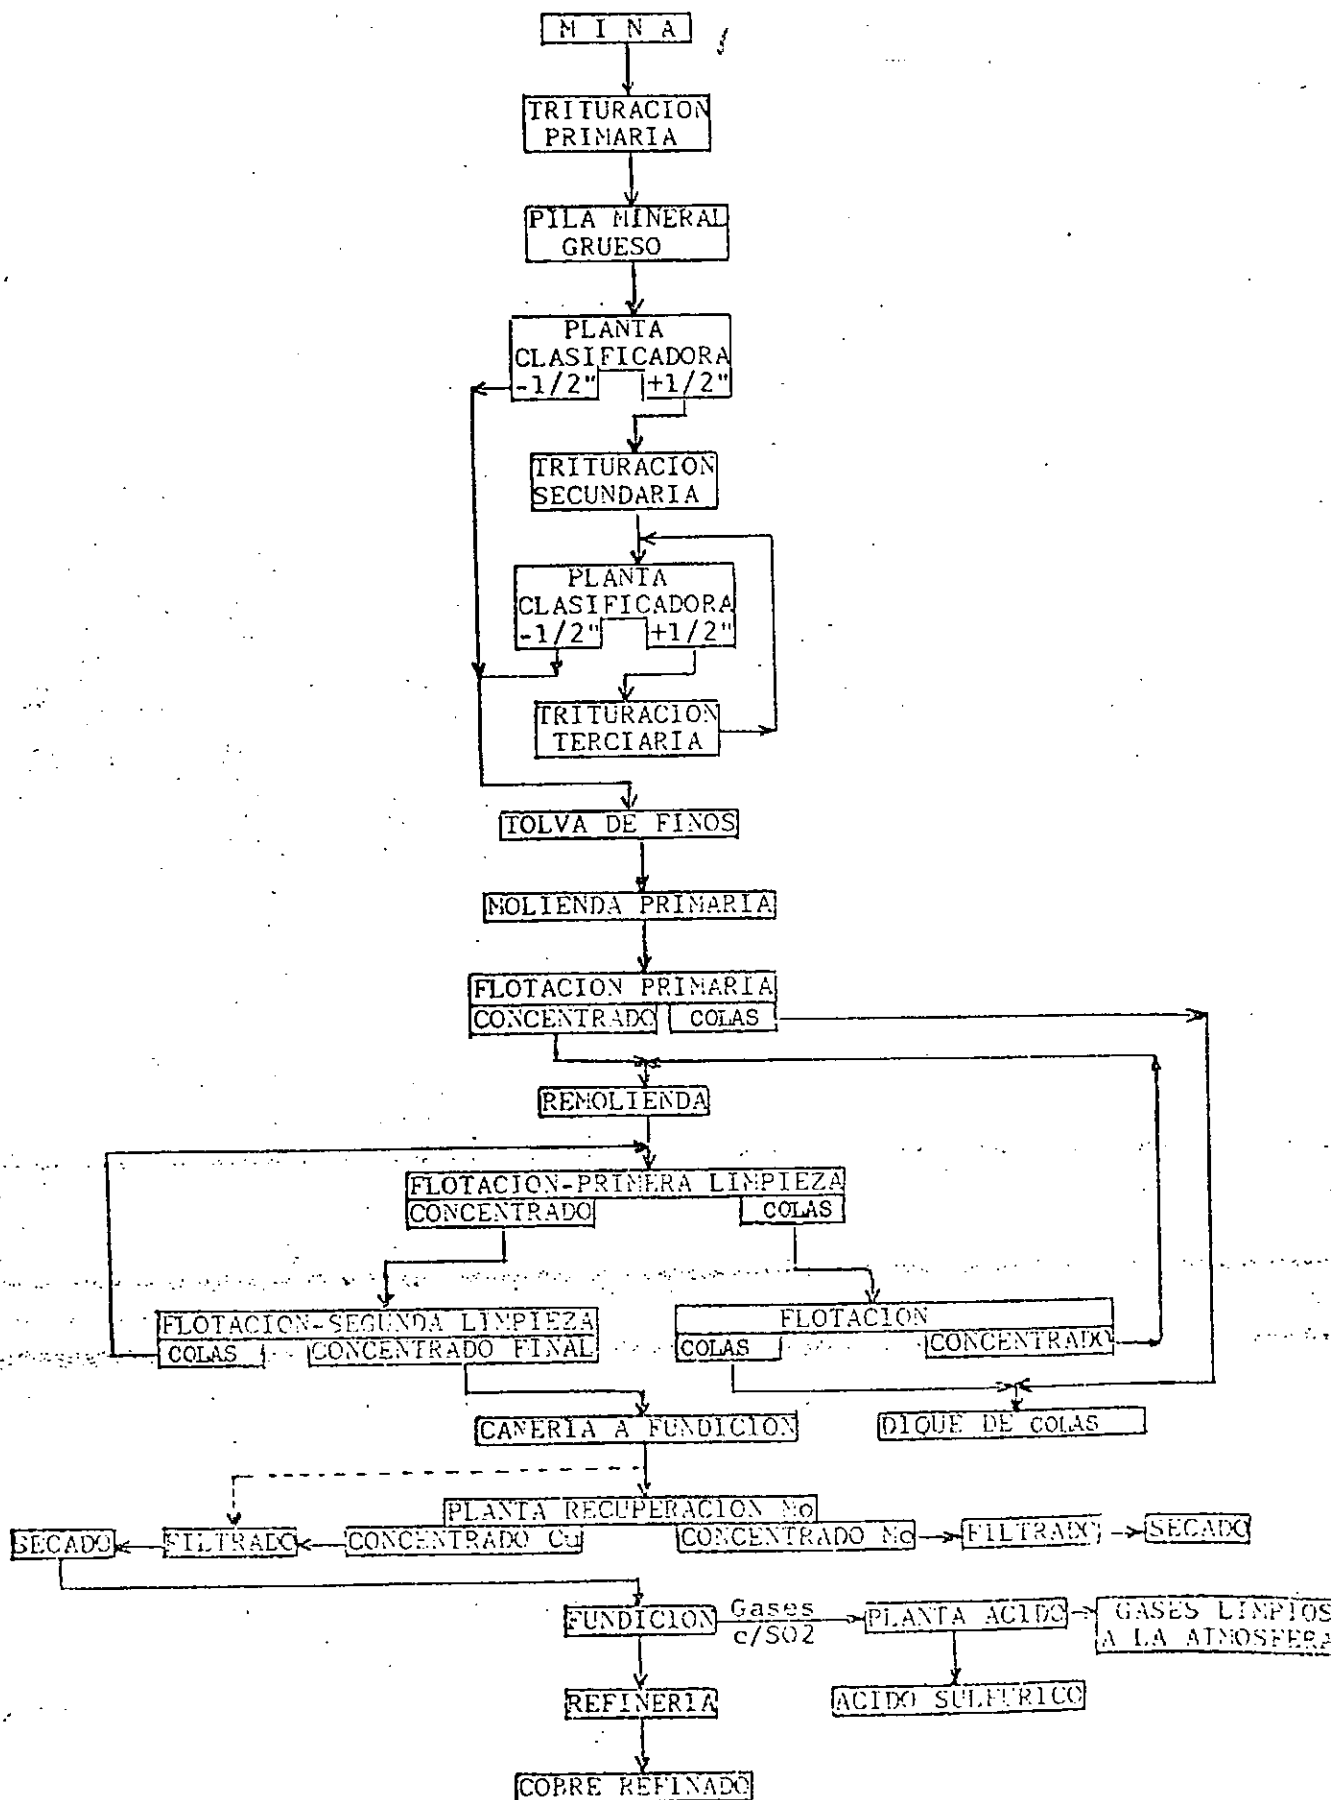 M I N A
TRITURACION
PRIMARIA
PILA MINERAL
GRUESO
PLANTA
CLASIFICADORA
-1/2" +1/2"
TRITURACION
SECUNDARIA
PLANTA
CLASIFICADORA
-1/2" +1/2"
TRITURACION
TERCIARIA
TOLVA DE FINOS
MOLIENDA PRIMARIA
FLOTACION PRIMARIA
CONCENTRADO COLAS
REMOLIENDA
FLOTACION-PRIMERA LIMPIEZA
CONCENTRADO COLAS
FLOTACION-SEGUNDA LIMPIEZA
COLAS CONCENTRADO FINAL
FLOTACION
COLAS CONCENTRADO
CANERIA A FUNDICION
DIQUE DE COLAS
PLANTA RECUPERACION Mo
SECADO FILTRADO CONCENTRADO Cu CONCENTRADO Mo FILTRADO SECADO
FUNDICION
Gases
c/SO2
PLANTA ACIDO
GASES LIMPIOS
A LA ATMOSFERA
REFINERIA
ACIDO SULFURICO
COBRE REFINADO